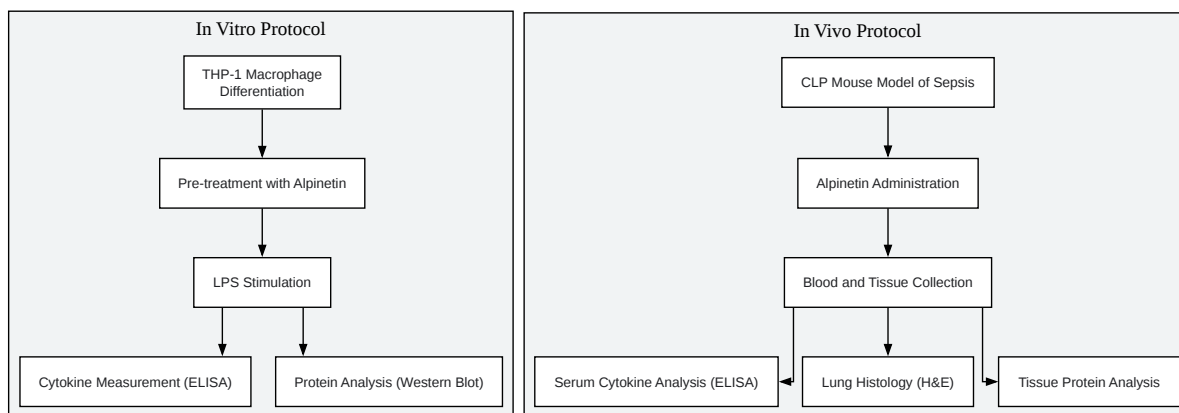 In Vitro Protocol
THP-1 Macrophage
Differentiation
Pre-treatment with Alpinetin
LPS Stimulation
Cytokine Measurement (ELISA)
Protein Analysis (Western Blot)
In Vivo Protocol
CLP Mouse Model of Sepsis
Alpinetin Administration
Blood and Tissue Collection
Serum Cytokine Analysis (ELISA)
Lung Histology (H&E)
Tissue Protein Analysis